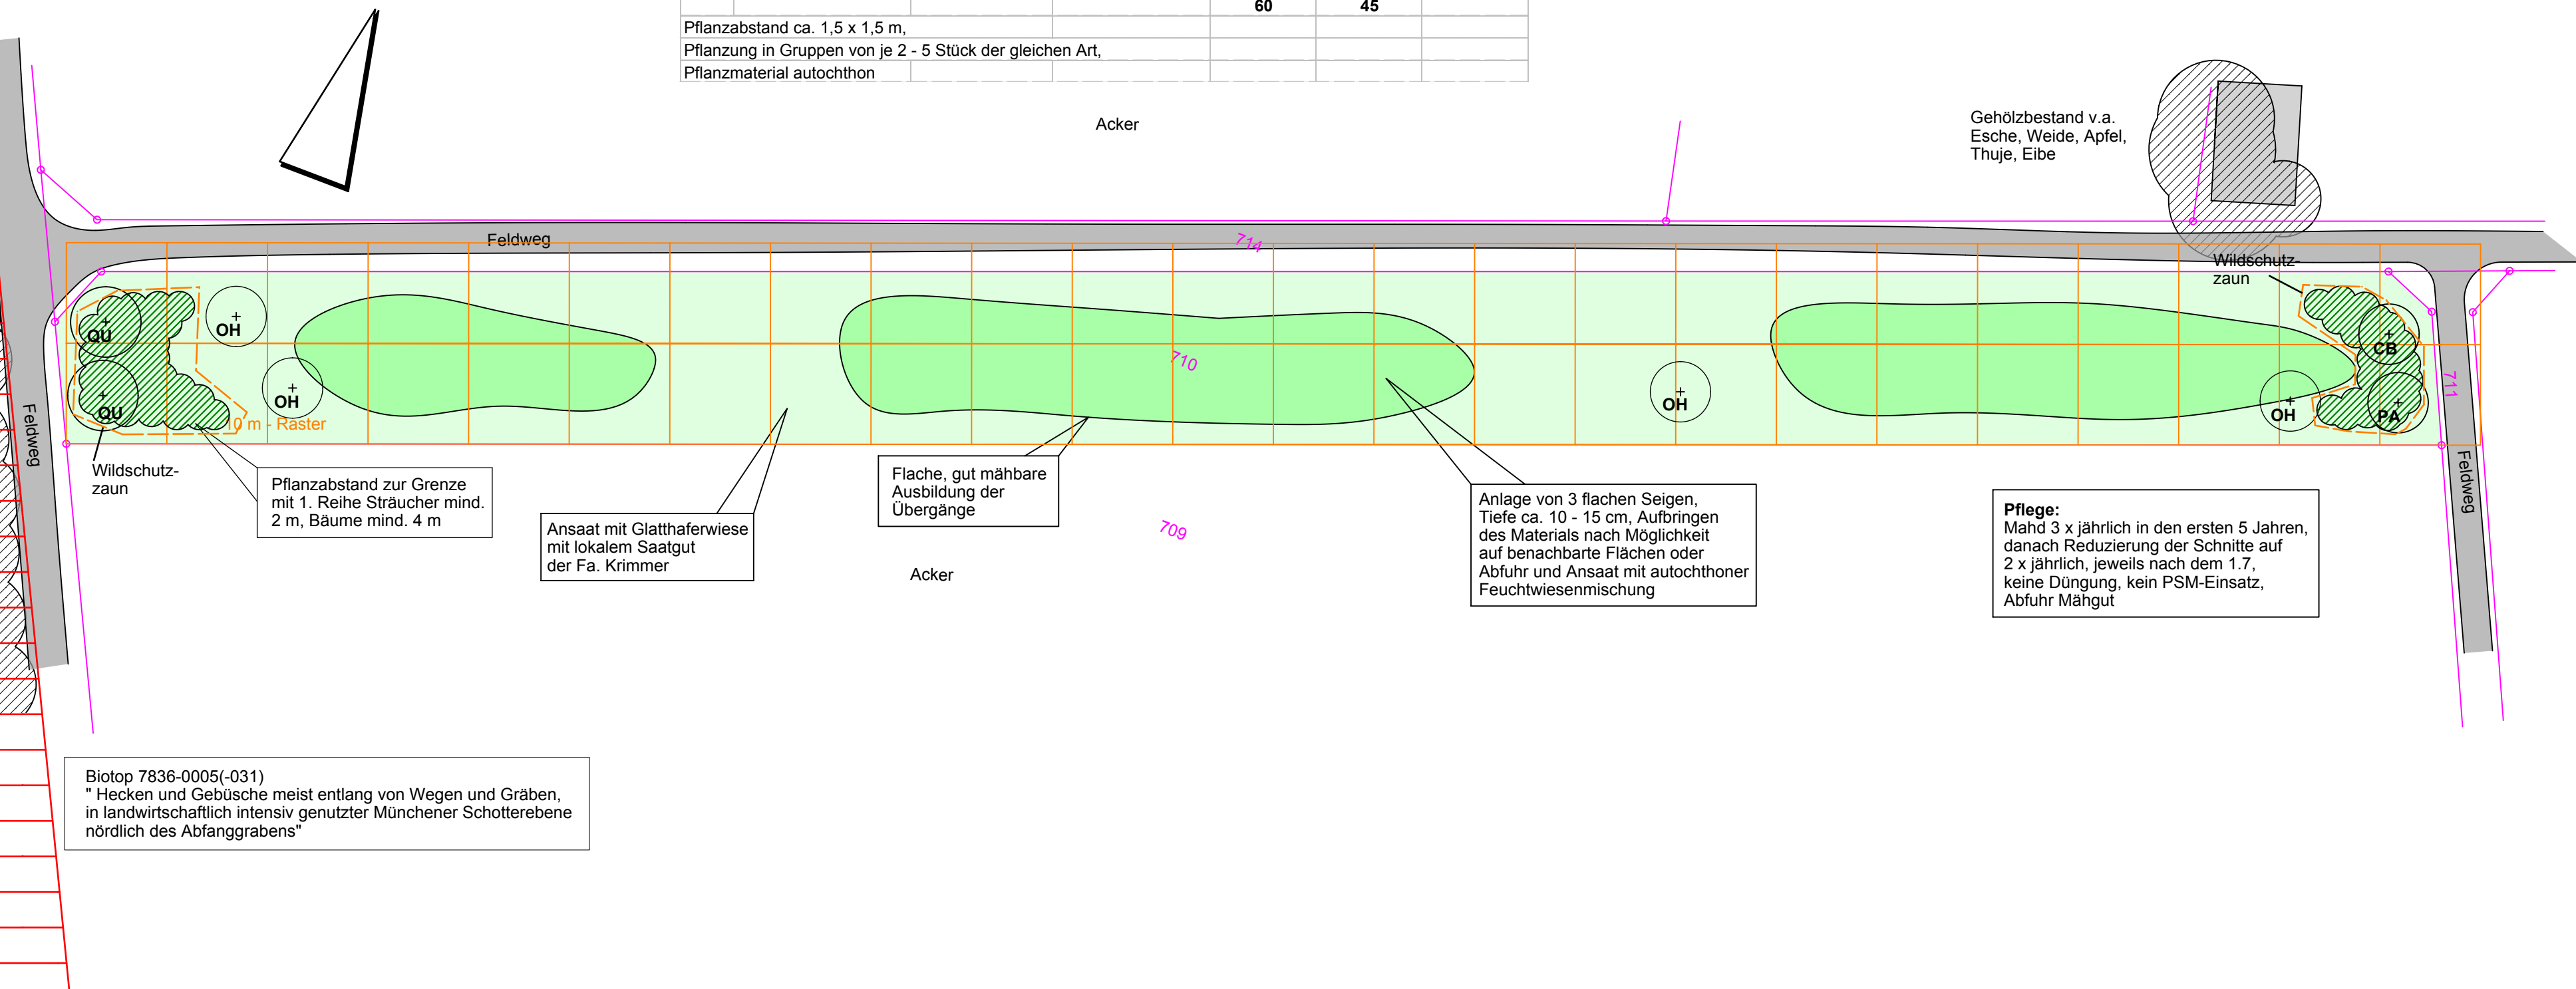 60 45
Pflanzabstand ca. 1,5 x 1,5 m,
Pflanzung in Gruppen von je 2 - 5 Stück der gleichen Art,
Pflanzmaterial autochthon
Acker
Gehölzbestand v.a.
Esche, Weide, Apfel,
Thuje, Eibe
Feldweg
714
Wildschutz-
zaun
QU
OH
QU
OH
710
OH
OH
CB
PA
711
10 m - Raster
Feldweg
Feldweg
Wildschutz-
zaun
Pflanzabstand zur Grenze
mit 1. Reihe Sträucher mind.
2 m, Bäume mind. 4 m
Ansaat mit Glatthaferwiese
mit lokalem Saatgut
der Fa. Krimmer
Flache, gut mähbare
Ausbildung der
Übergänge
709
Acker
Anlage von 3 flachen Seigen,
Tiefe ca. 10 - 15 cm, Aufbringen
des Materials nach Möglichkeit
auf benachbarte Flächen oder
Abfuhr und Ansaat mit autochthoner
Feuchtwiesenmischung
Pflege:
Mahd 3 x jährlich in den ersten 5 Jahren,
danach Reduzierung der Schnitte auf
2 x jährlich, jeweils nach dem 1.7,
keine Düngung, kein PSM-Einsatz,
Abfuhr Mähgut
Biotop 7836-0005(-031)
" Hecken und Gebüsche meist entlang von Wegen und Gräben,
in landwirtschaftlich intensiv genutzter Münchener Schotterebene
nördlich des Abfanggrabens"